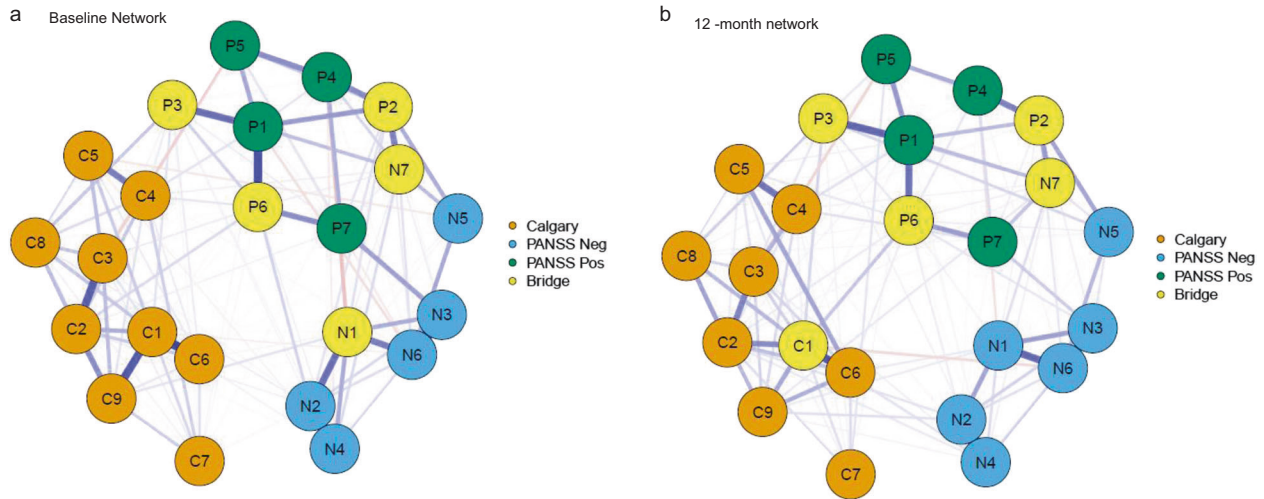 a
Baseline Network
P5
P4
P3
P2
P1
C5
N7
C4
P6
N5
P7
C8
C3
N3
C2
C1
N1
C6
N6
C9
N2
N4
C7
Calgary
PANSS Neg
PANSS Pos
Bridge
b
12 -month network
P5
P4
P3
P2
P1
C5
N7
C4
P6
N5
P7
C8
C3
N3
C2
C1
N1
C6
N6
C9
N2
N4
C7
Calgary
PANSS Neg
PANSS Pos
Bridge